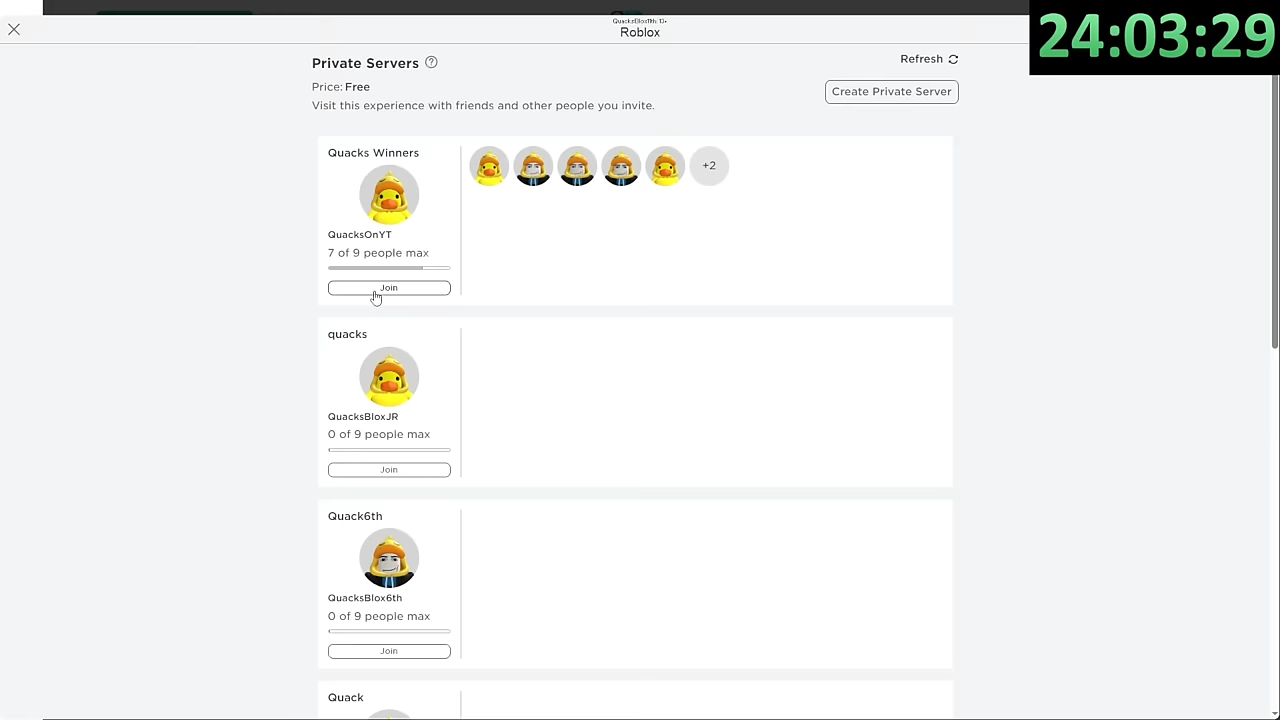 Roblox
24:03:29
Private Servers
Refresh
Price: Free
Create Private Server
Visit this experience with friends and other people you invite.
Quacks Winners
+2
QuacksOnYT
7 of 9 people max
Join
quacks
QuacksBloxJR
0 of 9 people max
Join
Quack6th
QuacksBlox6th
0 of 9 people max
Join
Quack